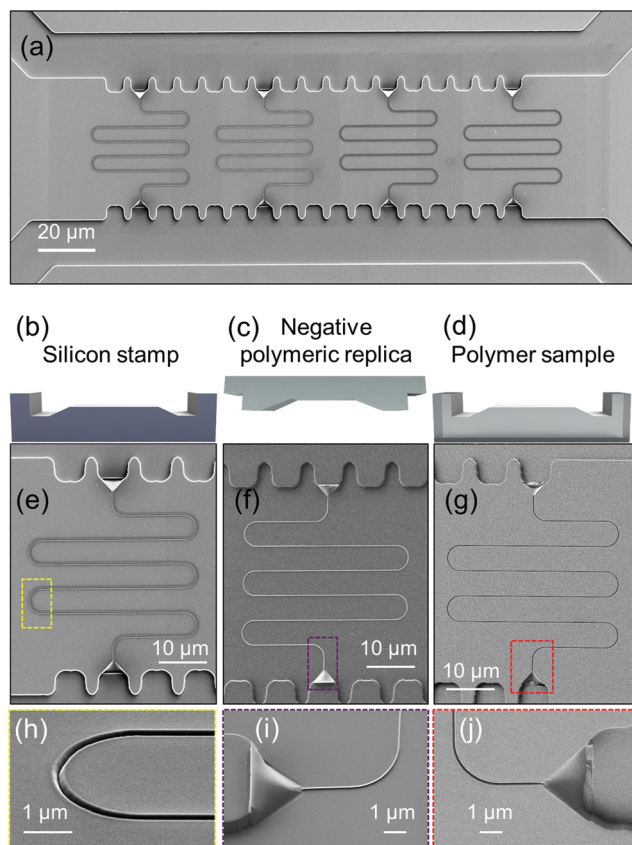 (a)
20 µm
(b)
Silicon stamp
(c)
Negative
polymeric replica
(d)
Polymer sample
(e)
10 µm
(f)
10 µm
(g)
10 µm
(h)
1 µm
(i)
1 µm
(j)
1 µm